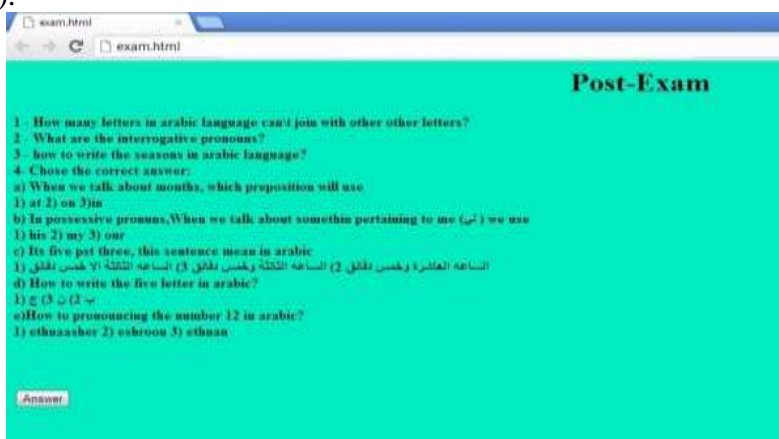 ).
exam.html
exam.html
Post-Exam
1 - How many letters in arabic language can't join with other other letters?
2 - What are the interrogative pronouns?
3 - how to write the seasons in arabic language?
4- Chose the correct answer:
a) When we talk about months, which preposition will use
1) at 2) on 3)in
b) In possessive pronuns,When we talk about somethin pertaining to me (لي) we use
1) his 2) my 3) our
c) Its five pst three, this sentence mean in arabic
الساعه العاشرة وخمس دقائق 2) الساعه الثالثة وخمس دقائق 3) الساعه الثالثة الا خمس دقائق 1)
d) How to write the five letter in arabic?
1) ب 2) ن 3) ج
e)How to pronouncing the number 12 in arabic?
1) ethnaasher 2) eshroon 3) ethnan
Answer